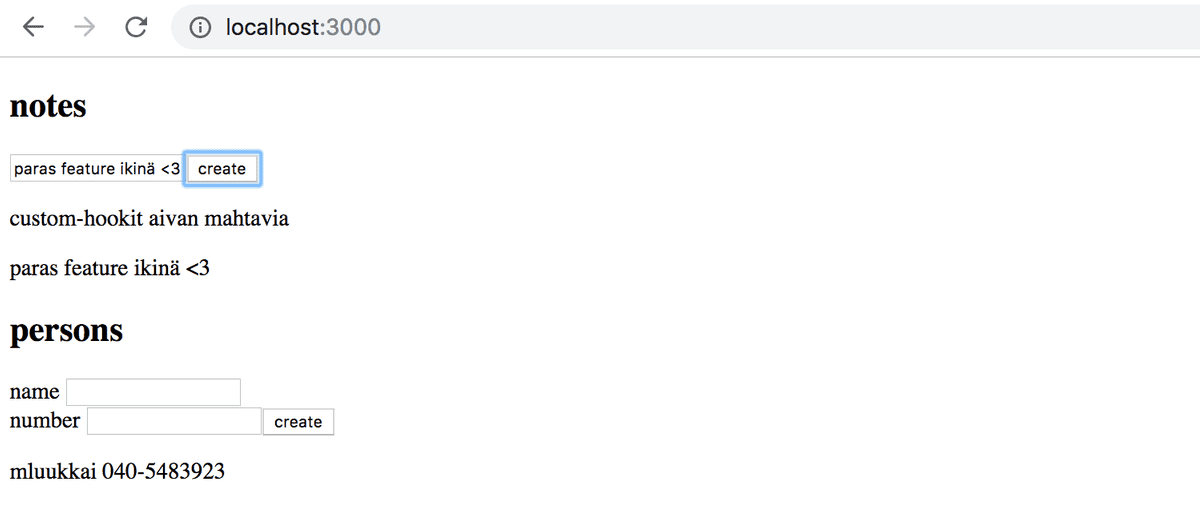 localhost:3000
notes
paras feature ikinä <3 create
custom-hookit aivan mahtavia
paras feature ikinä <3
persons
name
number create
mluukkai 040-5483923